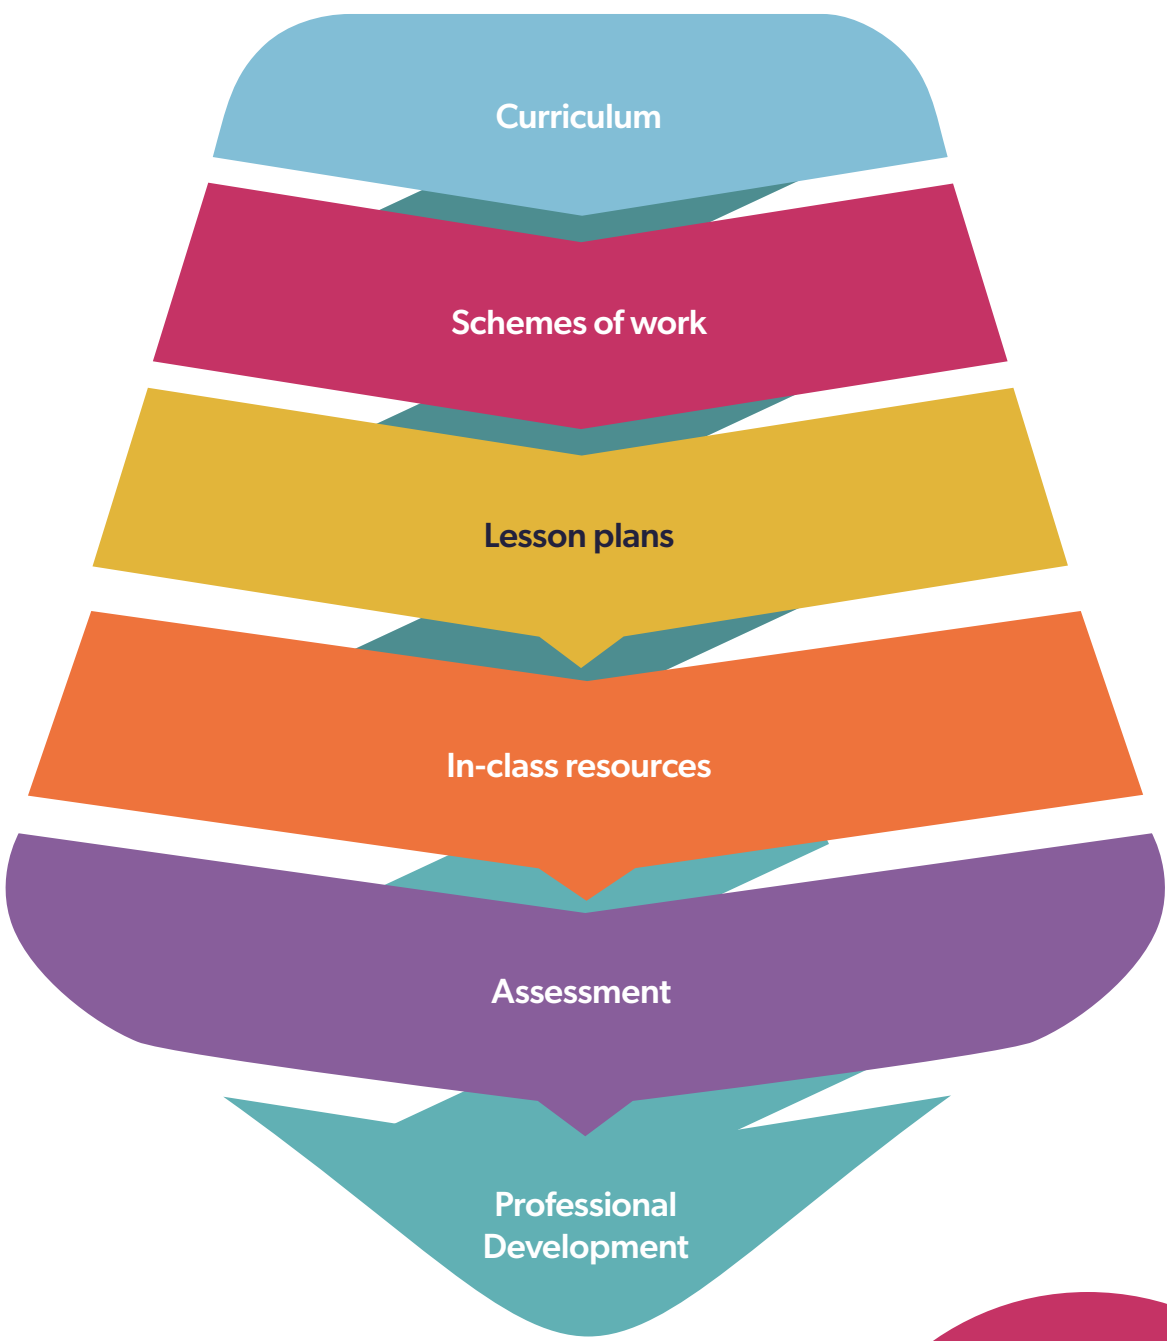 Curriculum
Schemes of work
Lesson plans
In-class resources
Assessment
Professional
Development